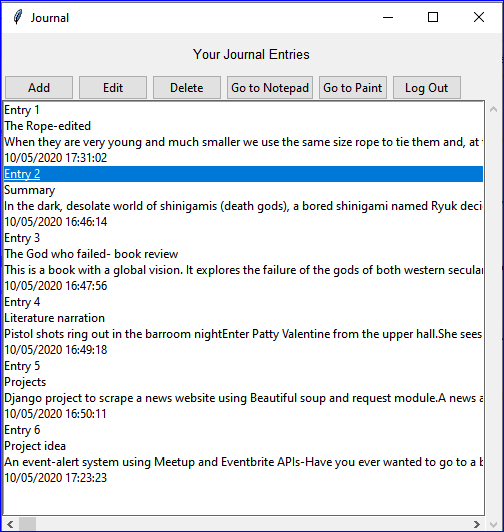 Journal
Your Journal Entries
Add Edit Delete Go to Notepad Go to Paint Log Out
Entry 1
The Rope-edited
When they are very young and much smaller we use the same size rope to tie them and, at
10/05/2020 17:31:02
Entry 2
Summary
In the dark, desolate world of shinigamis (death gods), a bored shinigami named Ryuk deci
10/05/2020 16:46:14
Entry 3
The God who failed- book review
This is a book with a global vision. It explores the failure of the gods of both western secular
10/05/2020 16:47:56
Entry 4
Literature narration
Pistol shots ring out in the barroom nightEnter Patty Valentine from the upper hall.She sees
10/05/2020 16:49:18
Entry 5
Projects
Django project to scrape a news website using Beautiful soup and request module.A news a
10/05/2020 16:50:11
Entry 6
Project idea
An event-alert system using Meetup and Eventbrite APIs-Have you ever wanted to go to a
10/05/2020 17:23:23